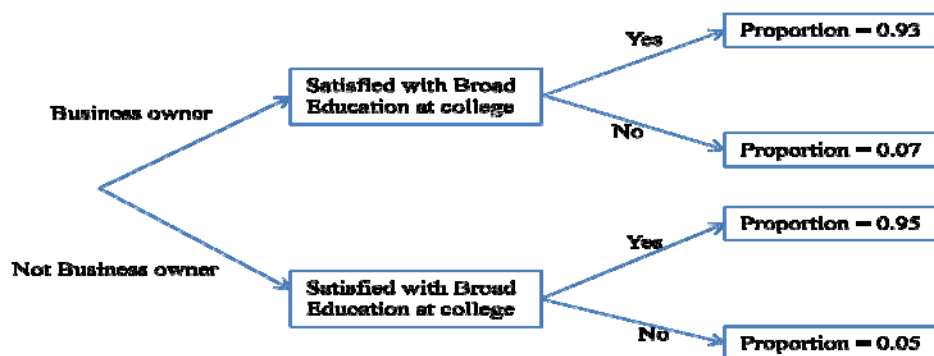 Yes
Proportion = 0.93
Satisfied with Broad
Education at college
Business owner
No
Proportion = 0.07
Yes
Proportion = 0.95
Not Business owner
Satisfied with Broad
Education at college
No
Proportion = 0.05